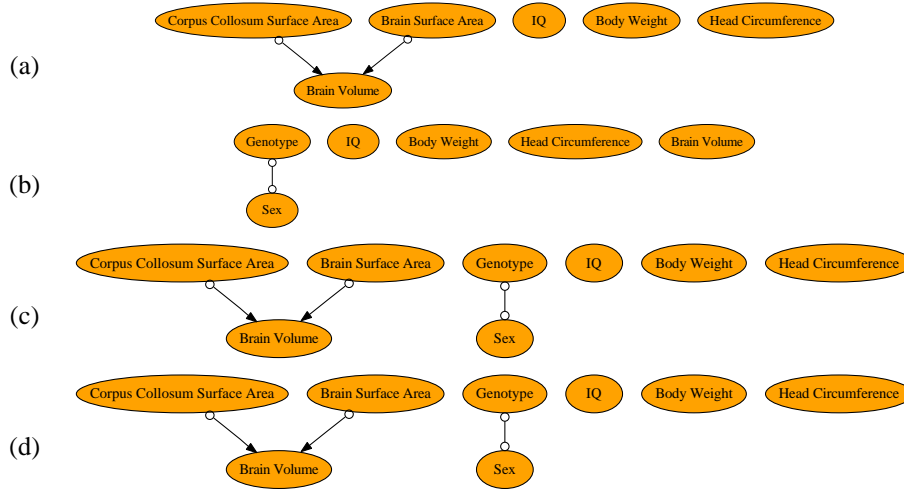 Corpus Collosum Surface Area Brain Surface Area IQ Body Weight Head Circumference
(a)
Brain Volume
Genotype IQ Body Weight Head Circumference Brain Volume
(b)
Sex
Corpus Collosum Surface Area Brain Surface Area Genotype IQ Body Weight Head Circumference
(c)
Brain Volume Sex
Corpus Collosum Surface Area Brain Surface Area Genotype IQ Body Weight Head Circumference
(d)
Brain Volume Sex